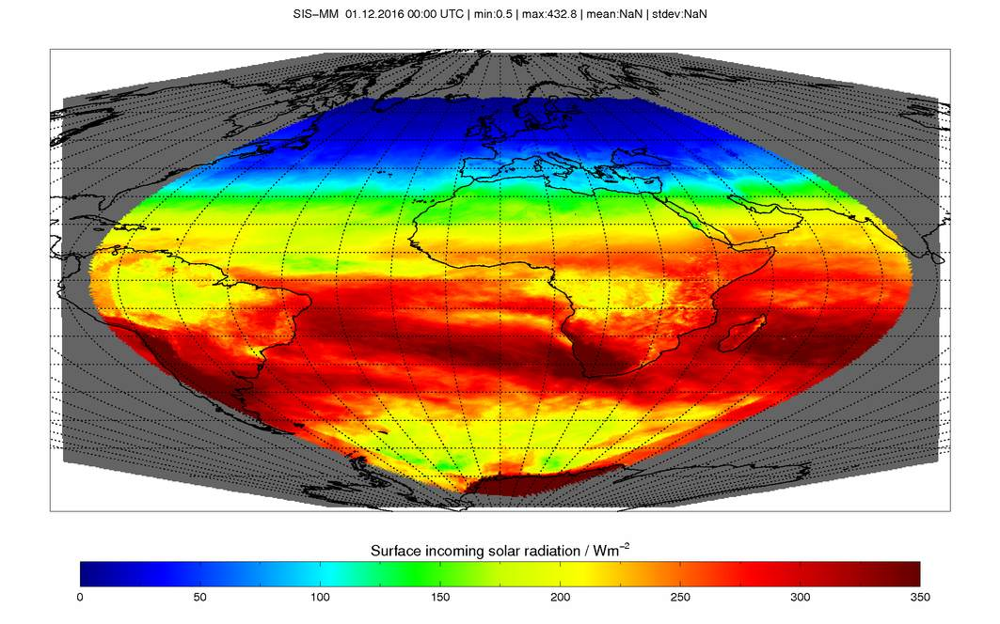 SIS−MM 01.12.2016 00:00 UTC | min:0.5 | max:432.8 | mean:NaN | stdev:NaN
Surface incoming solar radiation / Wm−2
0 50 100 150 200 250 300 350